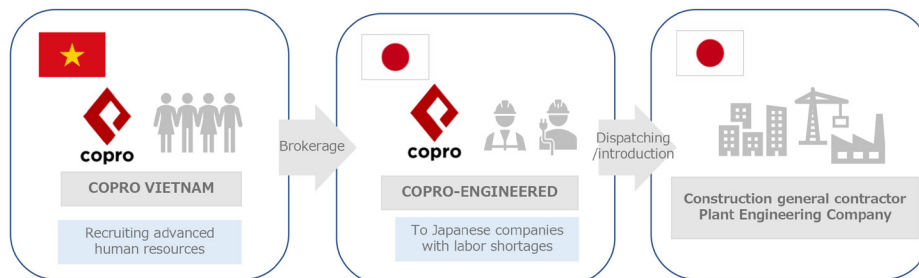 copro
COPRO VIETNAM
Recruiting advanced
human resources
Brokerage
copro
COPRO-ENGINEERED
To Japanese companies
with labor shortages
Dispatching
/introduction
Construction general contractor
Plant Engineering Company